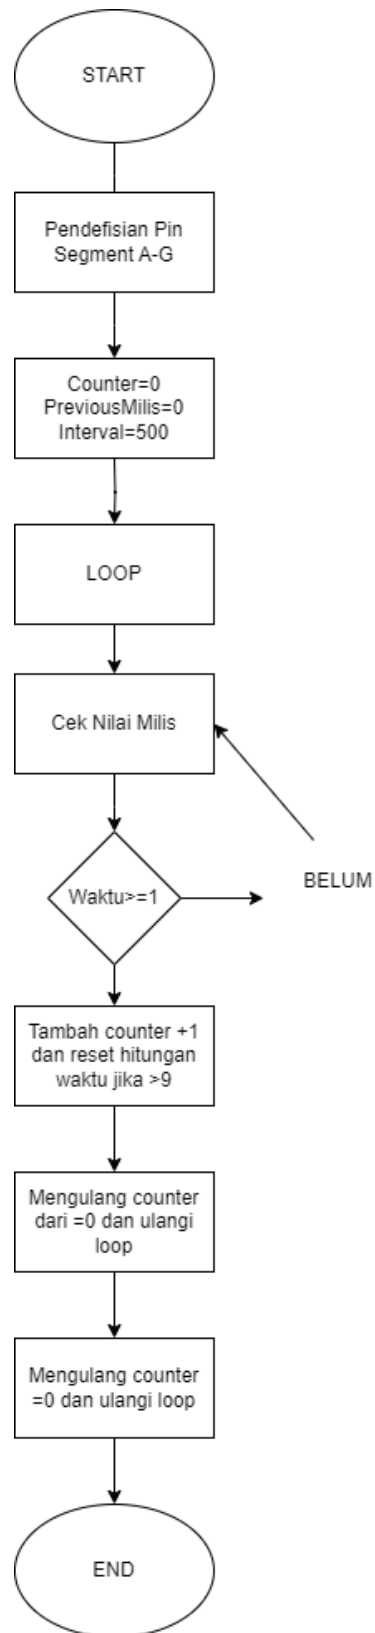 START
Pendefisian Pin
Segment A-G
Counter=0
PreviousMilis=0
Interval=500
LOOP
Cek Nilai Milis
Waktu>=1
BELUM
Tambah counter +1
dan reset hitungan
waktu jika >9
Mengulang counter
dari =0 dan ulangi
loop
Mengulang counter
=0 dan ulangi loop
END